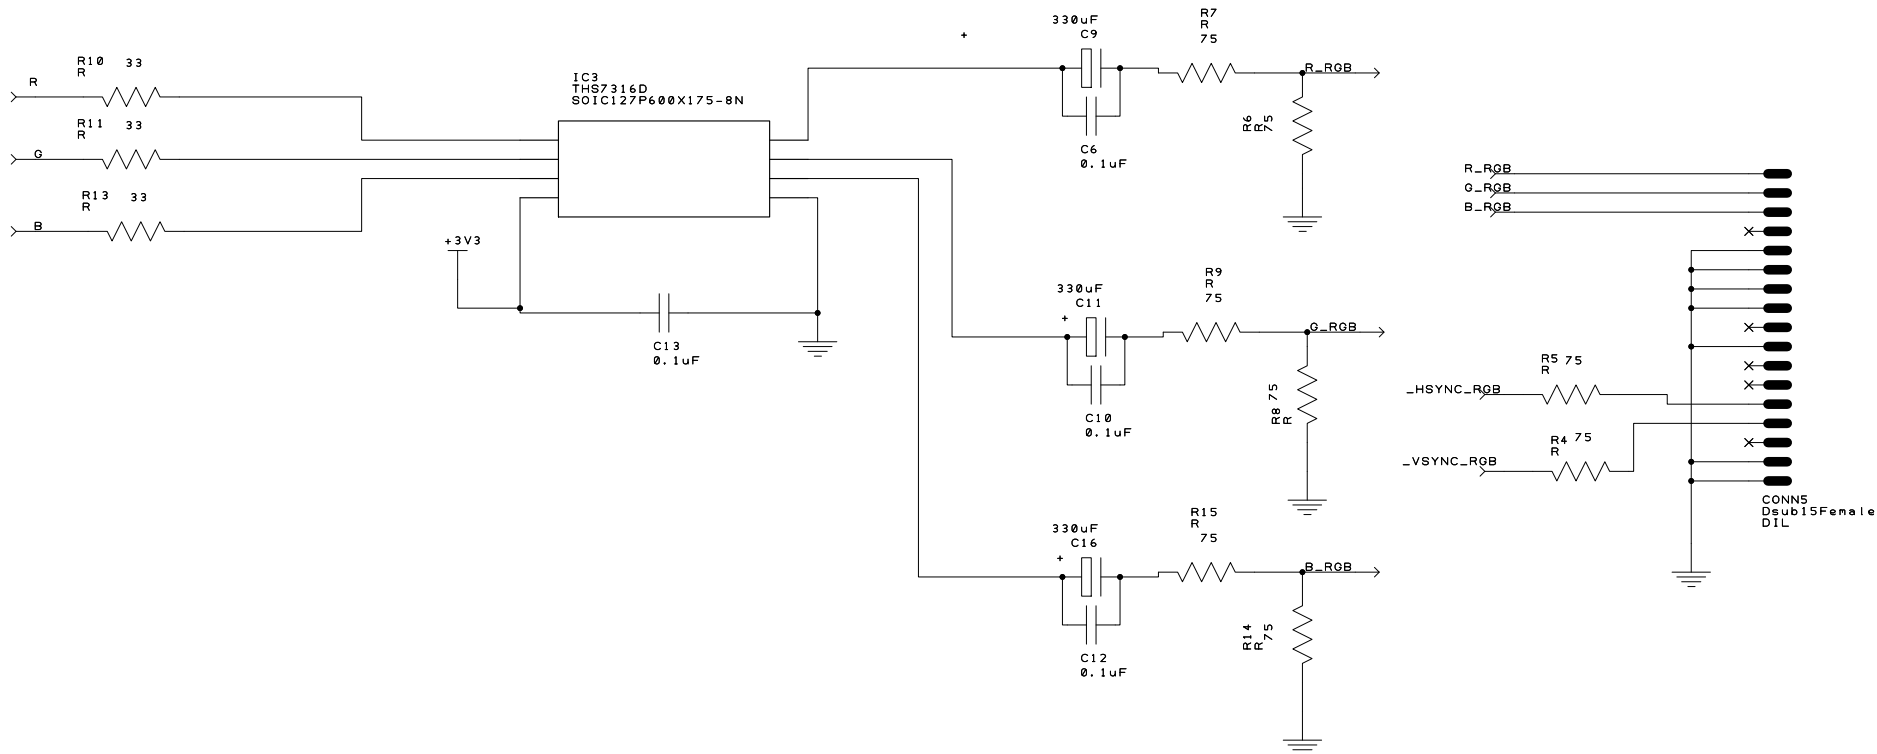 R
R10 33
R
G
R11 33
R
B
R13 33
R
IC3
THS7316D
SOIC127P600X175-8N
+3V3
C13
0.1uF
+
330uF
C9
C6
0.1uF
R7
R
75
R_RGB
R6
R
75
330uF
C11
+
C10
0.1uF
R9
R
75
G_RGB
R8
R
75
330uF
C16
+
C12
0.1uF
R15
R
75
B_RGB
R14
R
75
R_RGB
G_RGB
B_RGB
_HSYNC_RGB
R5 75
R
_VSYNC_RGB
R4 75
R
CONN5
Dsub15Female
DIL